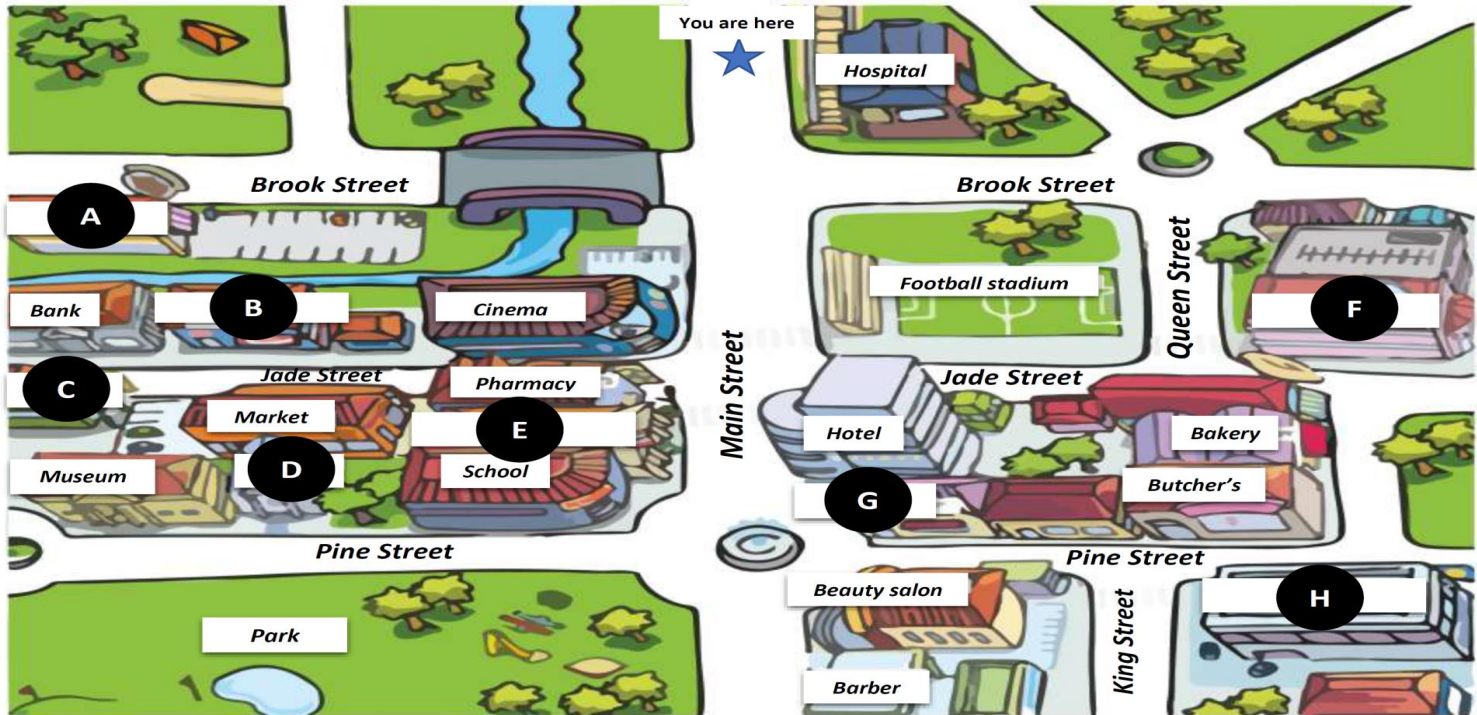 You are here
Hospital
Brook Street
Brook Street
A
Queen Street
Football stadium
Bank
B
Cinema
F
Main Street
Jade Street
Jade Street
C
Pharmacy
Market
E
Hotel
Bakery
Museum
D
School
G
Butcher's
Pine Street
Pine Street
Beauty salon
King Street
H
Park
Barber